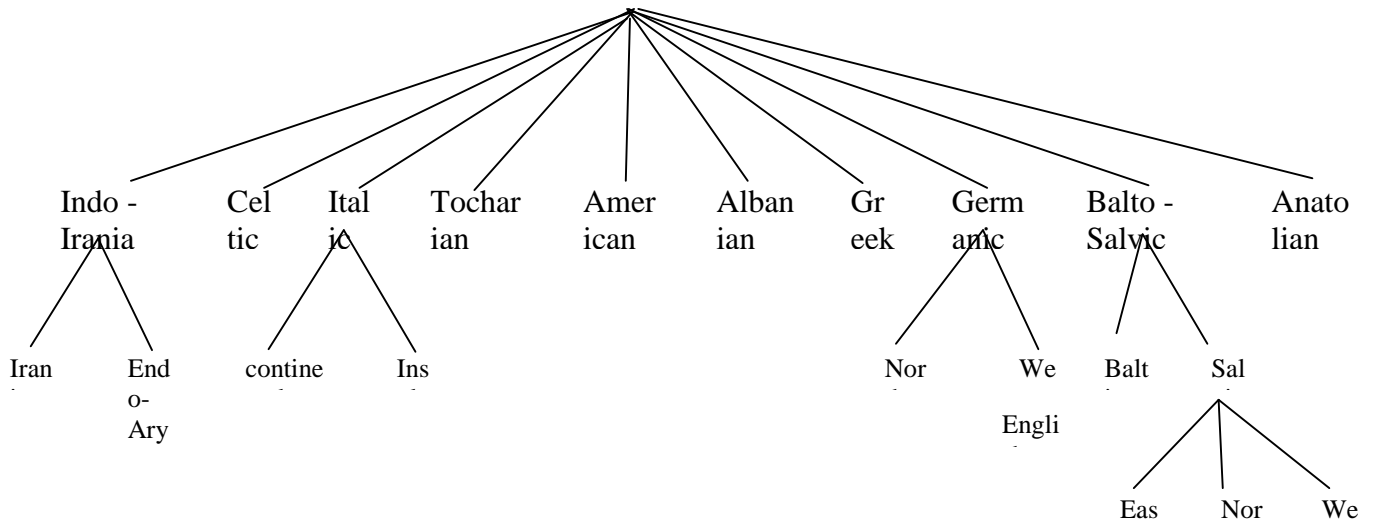 Indo - Cel Ital Tochar Amer Alban Gr Germ Balto - Anato
Irania tic ic ian ican ian eek anic Salvic lian
Iran End contine Ins Nor We Balt Sal
o-
Ary
Engli
Eas Nor We